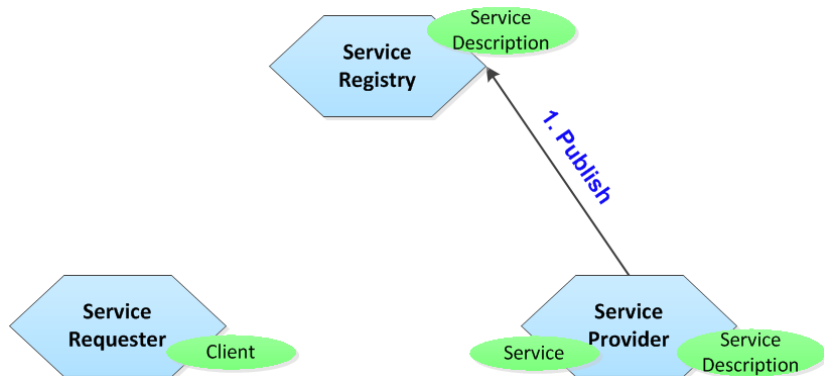 Service
Description
Service
Registry
1. Publish
Service
Requester
Client
Service
Provider
Service
Service
Description